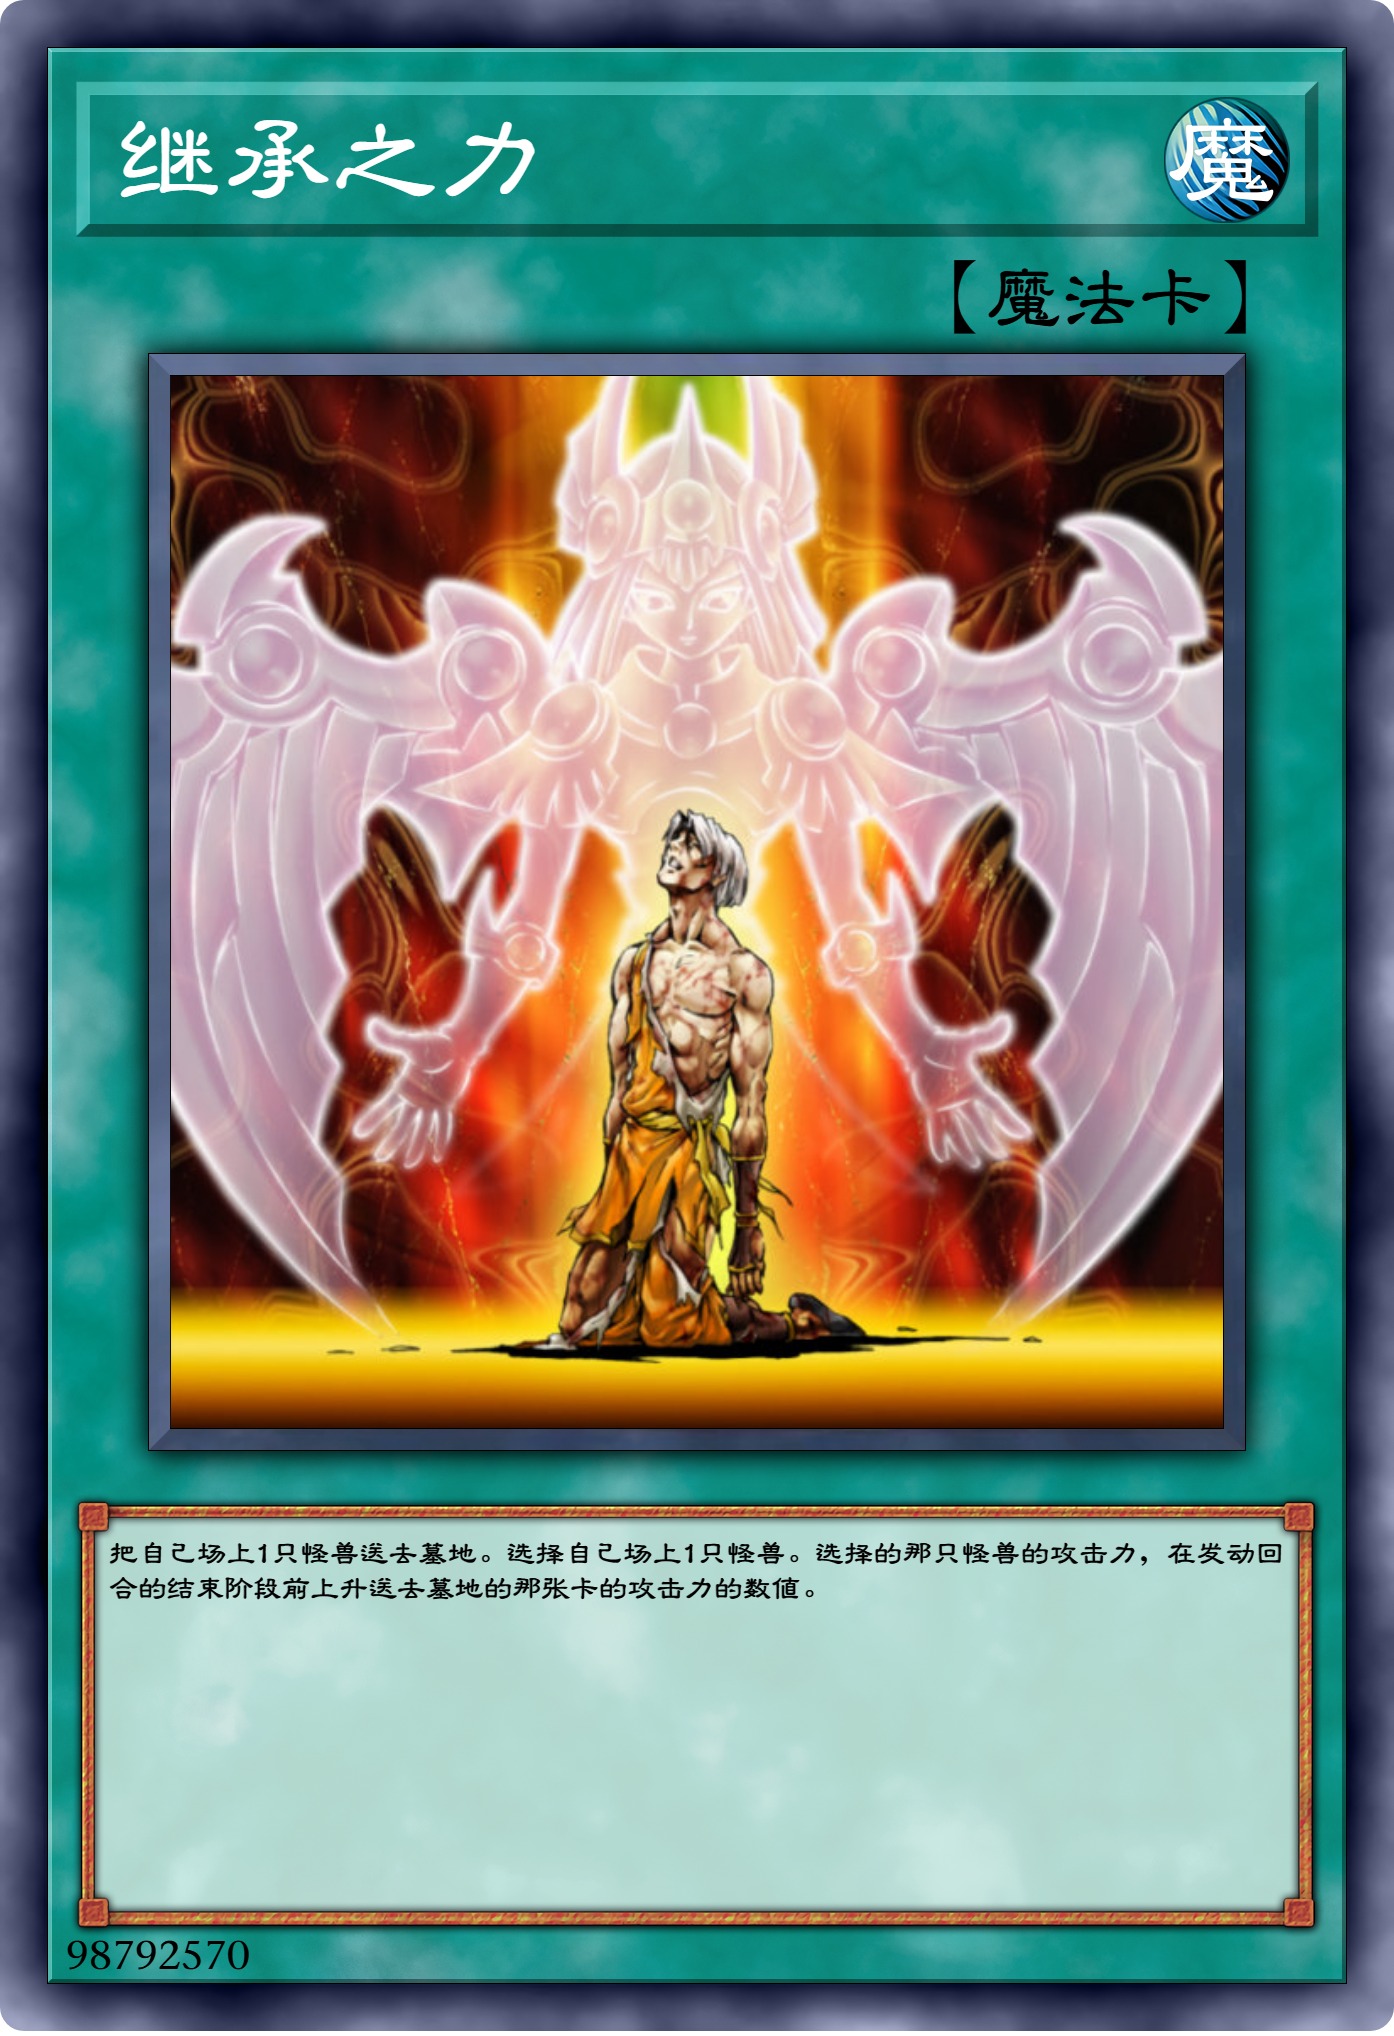 继承之力
魔
【魔法卡】
把自己场上1只怪兽送去墓地。选择自己场上1只怪兽。选择的那只怪兽的攻击力，在发动回
合的结束阶段前上升送去墓地的那张卡的攻击力的数值。
98792570